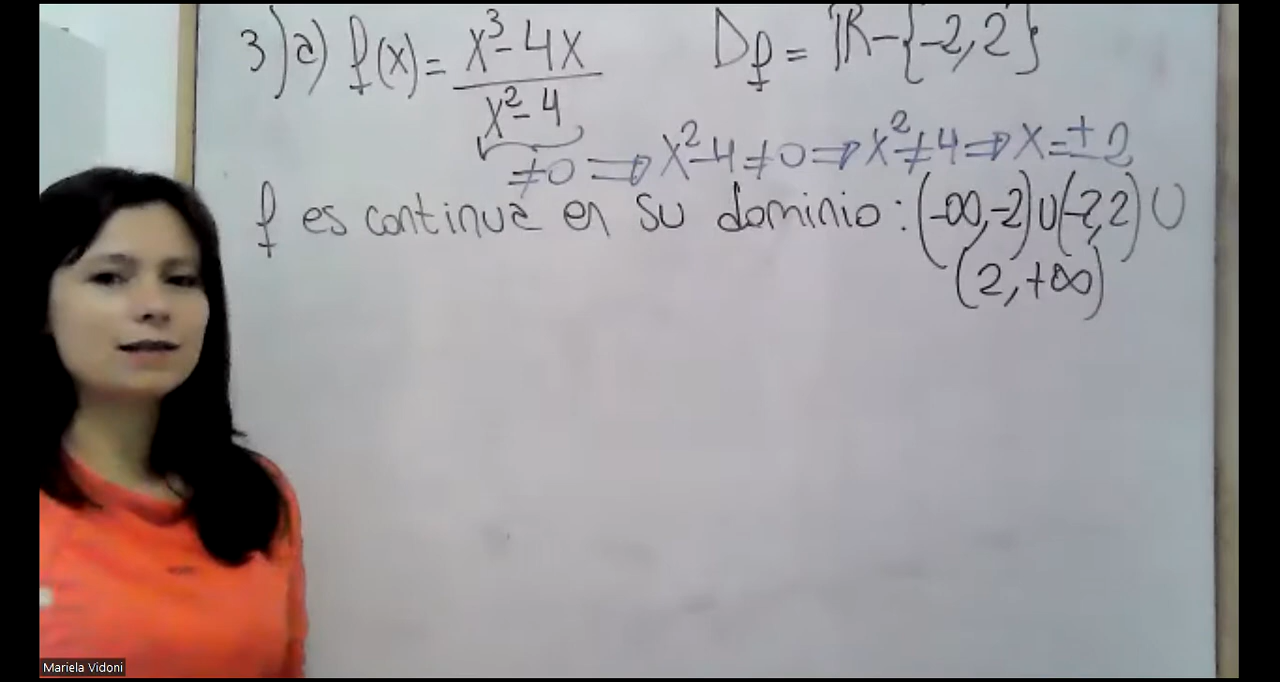 3) a) f(x) = x³-4x / x²-4 Df = ℝ-{-2,2}
≠0 ⟹ x²-4≠0 ⟹ x²≠4 ⟹ x=±2
f es continua en su dominio: (-∞,-2)∪(-2,2)∪
(2,+∞)
Mariela Vidoni